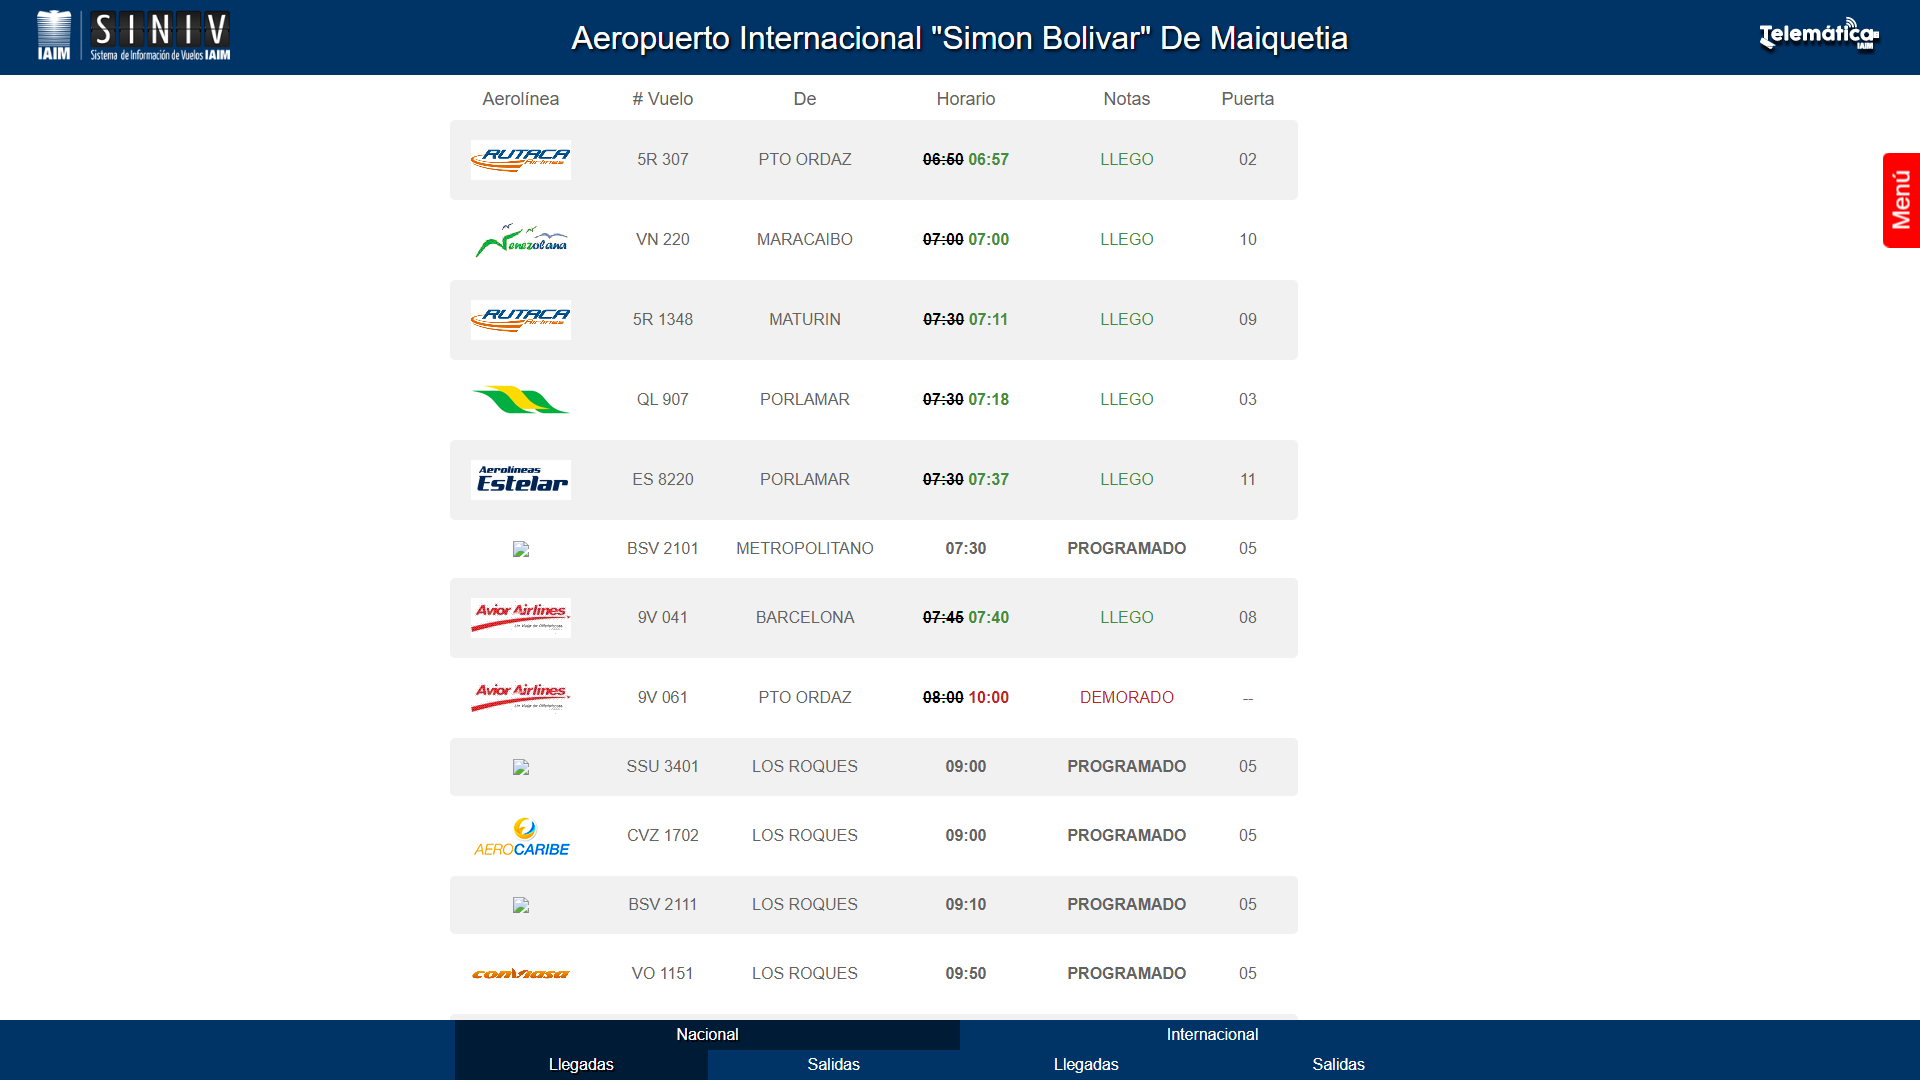 IAIM SINIV Sistema de Información de Vuelos IAIM
Aeropuerto Internacional "Simon Bolivar" De Maiquetia
Telemática IAIM
Aerolínea # Vuelo De Horario Notas Puerta
RUTACA Airlines 5R 307 PTO ORDAZ 06:50 06:57 LLEGO 02
Venezolana VN 220 MARACAIBO 07:00 07:00 LLEGO 10
RUTACA Airlines 5R 1348 MATURIN 07:30 07:11 LLEGO 09
QL 907 PORLAMAR 07:30 07:18 LLEGO 03
Aerolineas Estelar ES 8220 PORLAMAR 07:30 07:37 LLEGO 11
BSV 2101 METROPOLITANO 07:30 PROGRAMADO 05
Avior Airlines 9V 041 BARCELONA 07:45 07:40 LLEGO 08
Avior Airlines 9V 061 PTO ORDAZ 08:00 10:00 DEMORADO --
SSU 3401 LOS ROQUES 09:00 PROGRAMADO 05
AEROCARIBE CVZ 1702 LOS ROQUES 09:00 PROGRAMADO 05
BSV 2111 LOS ROQUES 09:10 PROGRAMADO 05
conviasa VO 1151 LOS ROQUES 09:50 PROGRAMADO 05
Menú
Nacional Internacional
Llegadas Salidas Llegadas Salidas